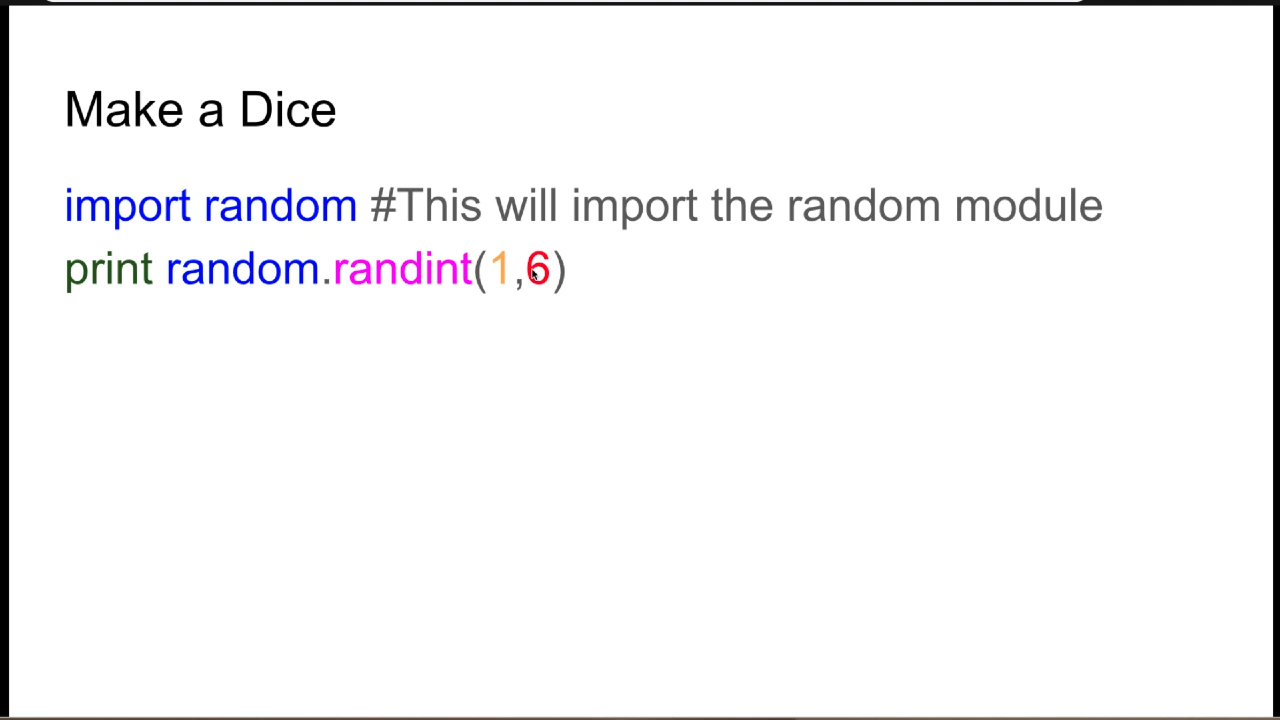 Make a Dice
import random #This will import the random module
print random.randint(1,6)